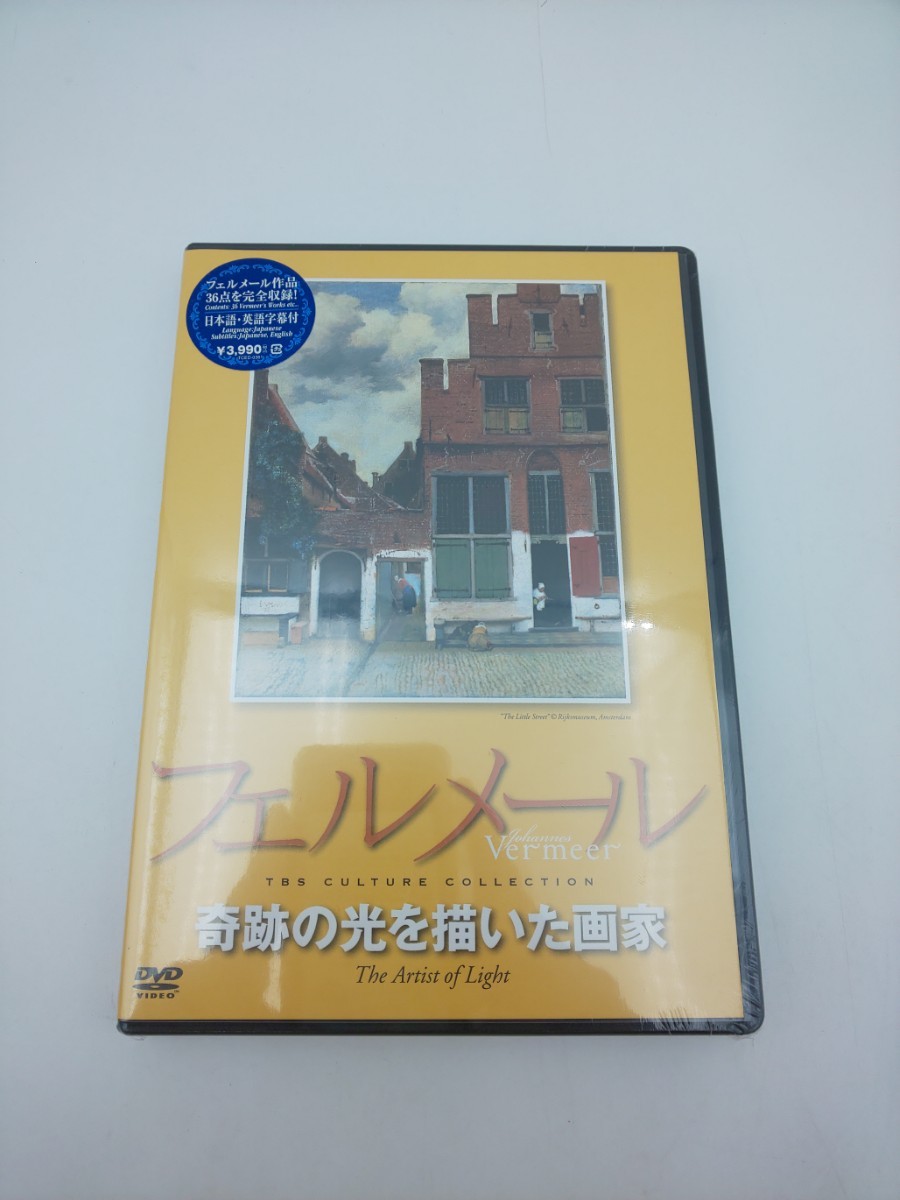 フェルメール作品
36点を完全収録!
Contents: 36 Vermeer's Works etc...
日本語・英語字幕付
Language:Japanese
Subtitles:Japanese, English
¥3,990
"The Little Street" © Rijksmuseum, Amsterdam
フェルメール
Johannes
Vermeer
TBS CULTURE COLLECTION
奇跡の光を描いた画家
The Artist of Light
DVD
VIDEO